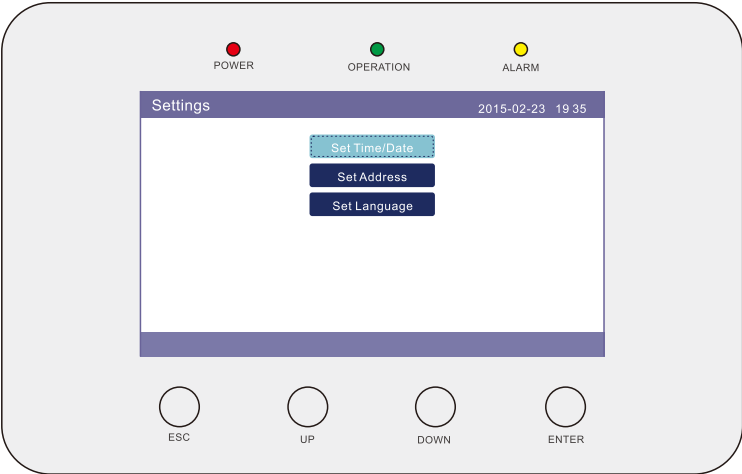 POWER
OPERATION
ALARM
Settings 2015-02-23 19 35
Set Time/Date
Set Address
Set Language
ESC
UP
DOWN
ENTER